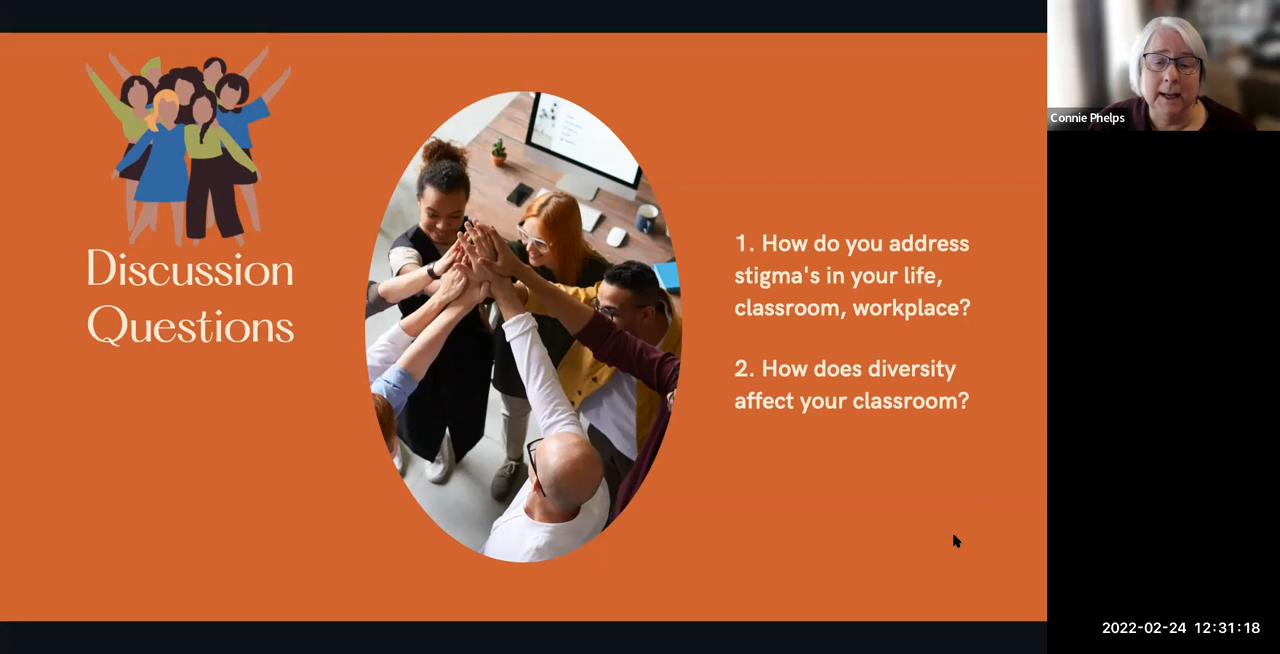 Discussion
Questions
1. How do you address
stigma's in your life,
classroom, workplace?
2. How does diversity
affect your classroom?
Connie Phelps
2022-02-24 12:31:18